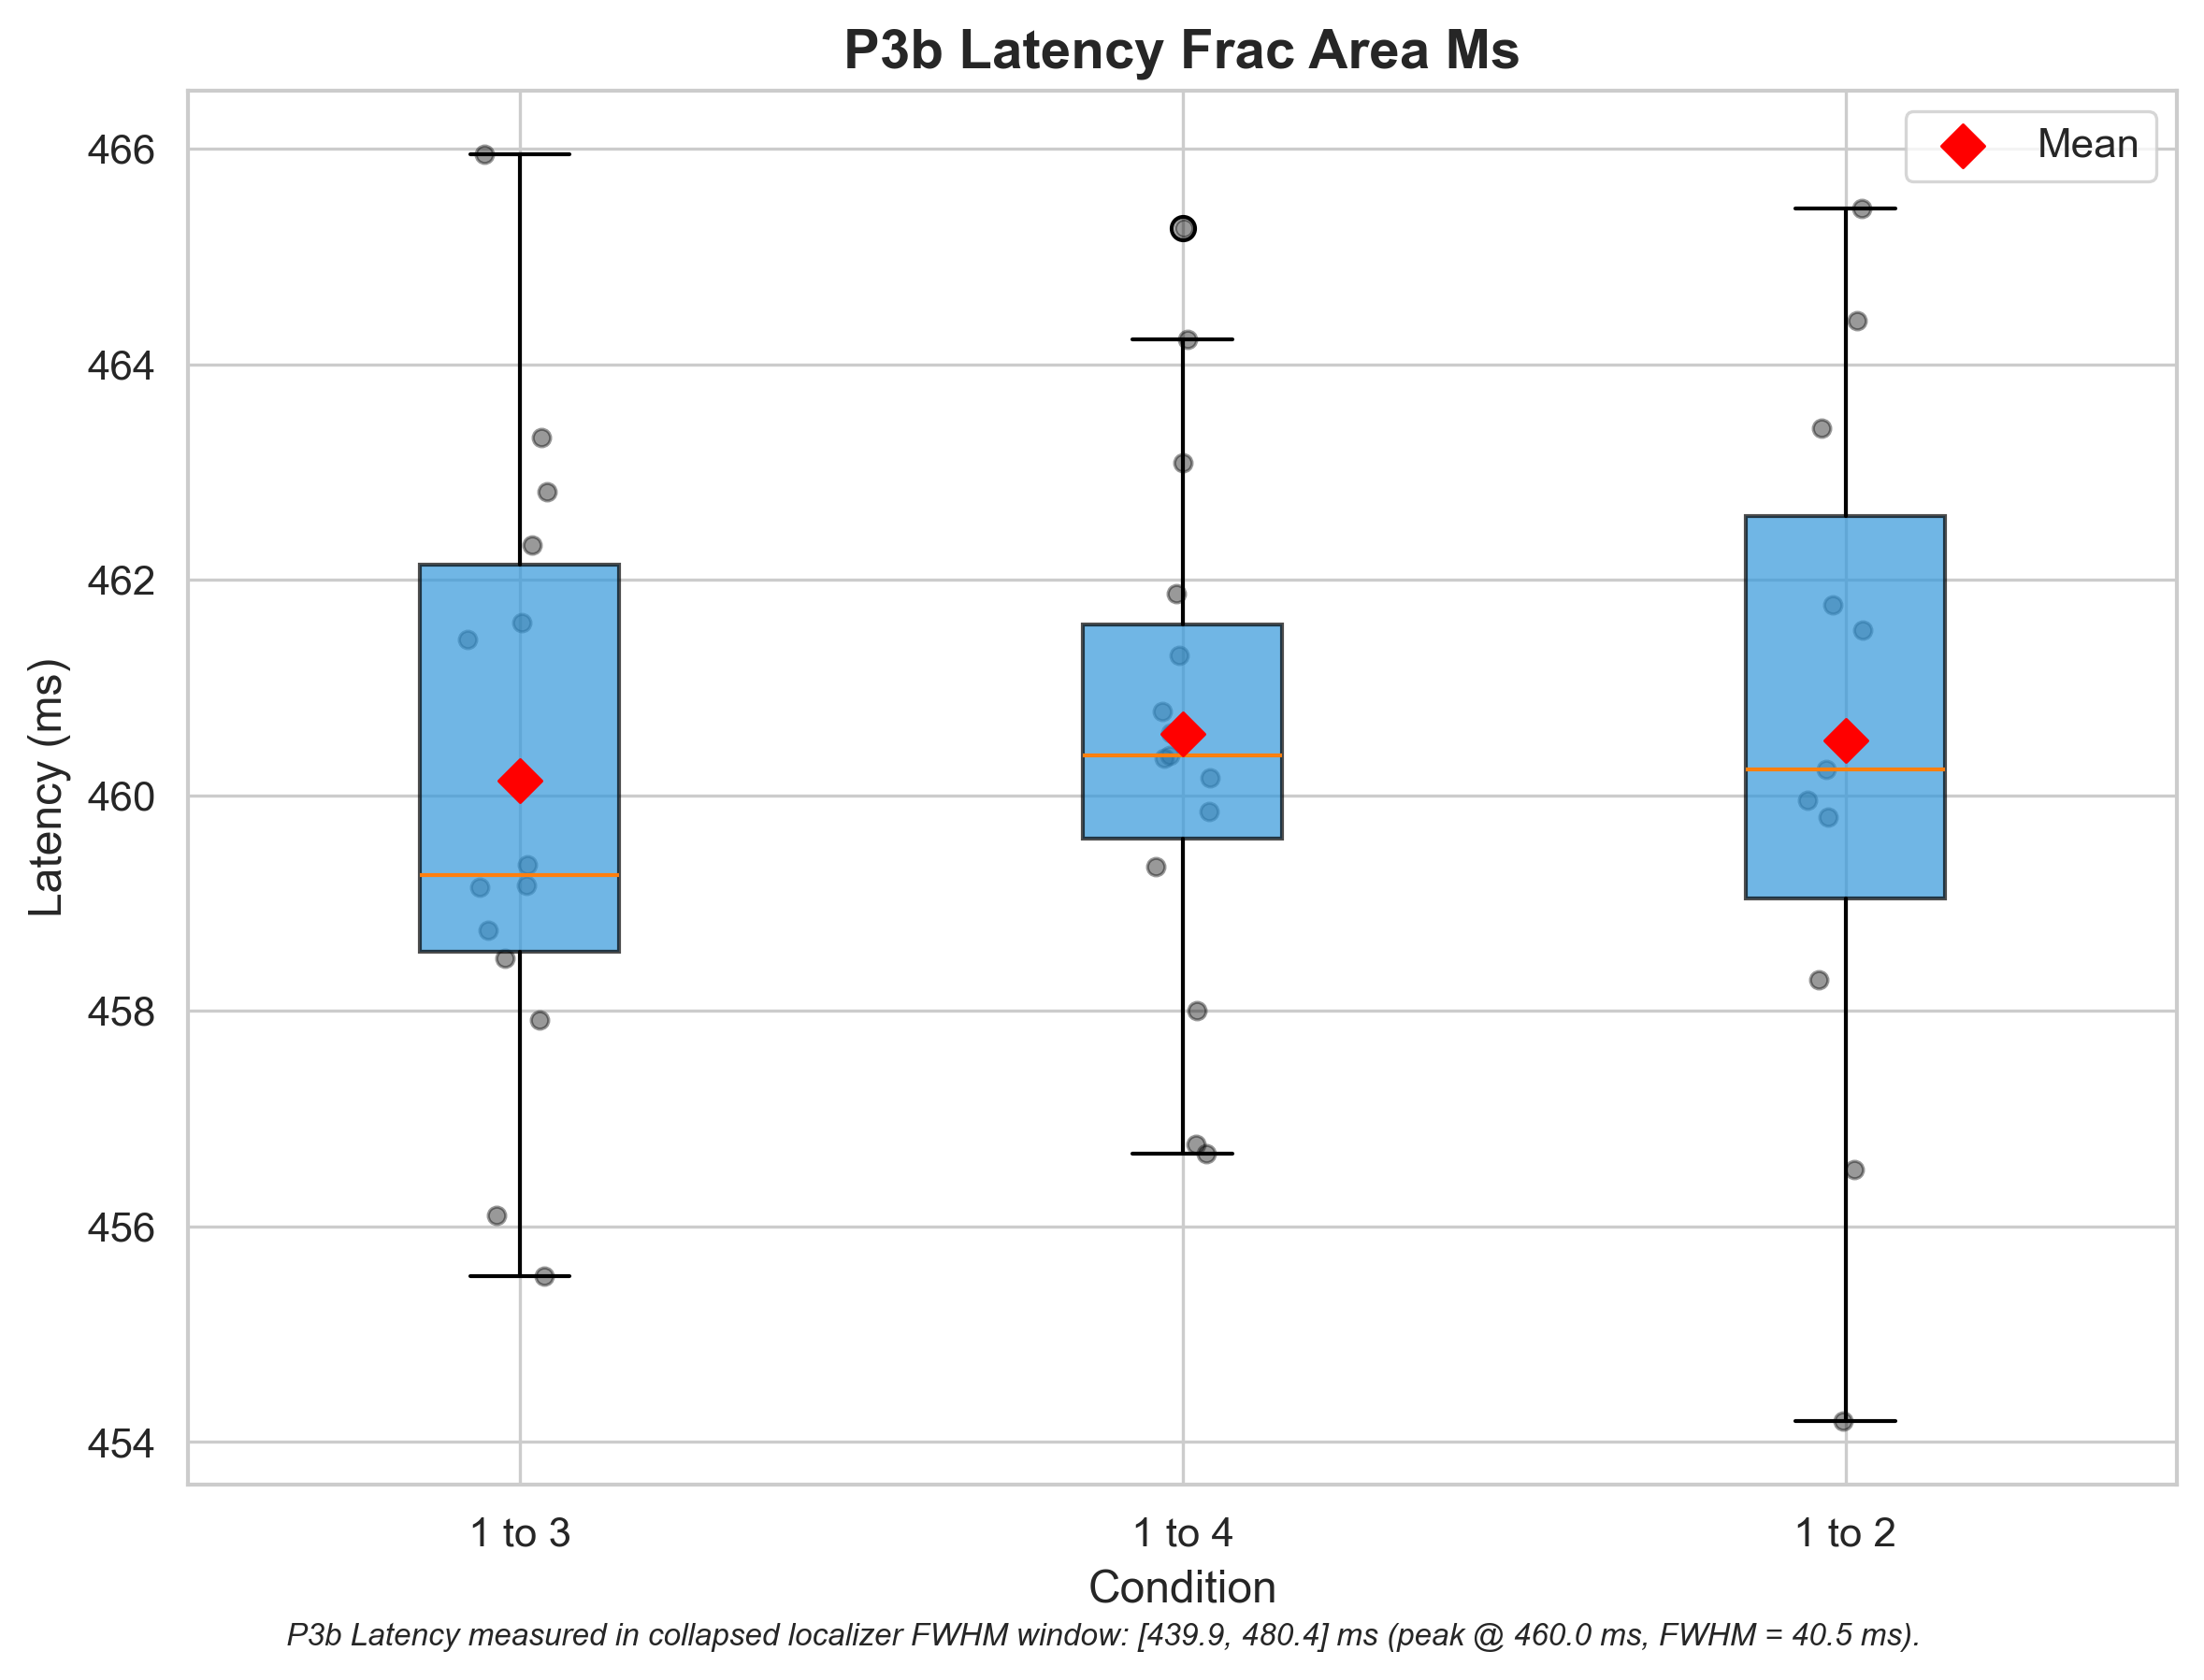 P3b Latency Frac Area Ms
Mean
466
464
462
460
458
456
454
Latency (ms)
1 to 3
1 to 4
1 to 2
Condition
P3b Latency measured in collapsed localizer FWHM window: [439.9, 480.4] ms (peak @ 460.0 ms, FWHM = 40.5 ms).